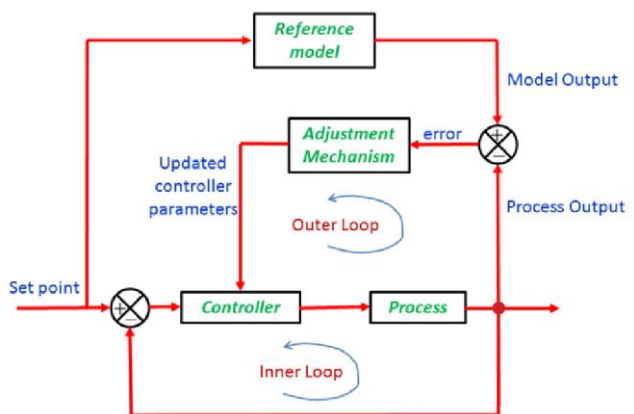 Reference
model
Model Output
Adjustment
Mechanism
error
Updated
controller
parameters
Process Output
Outer Loop
Set point
Controller
Process
Inner Loop
+
−
+
−